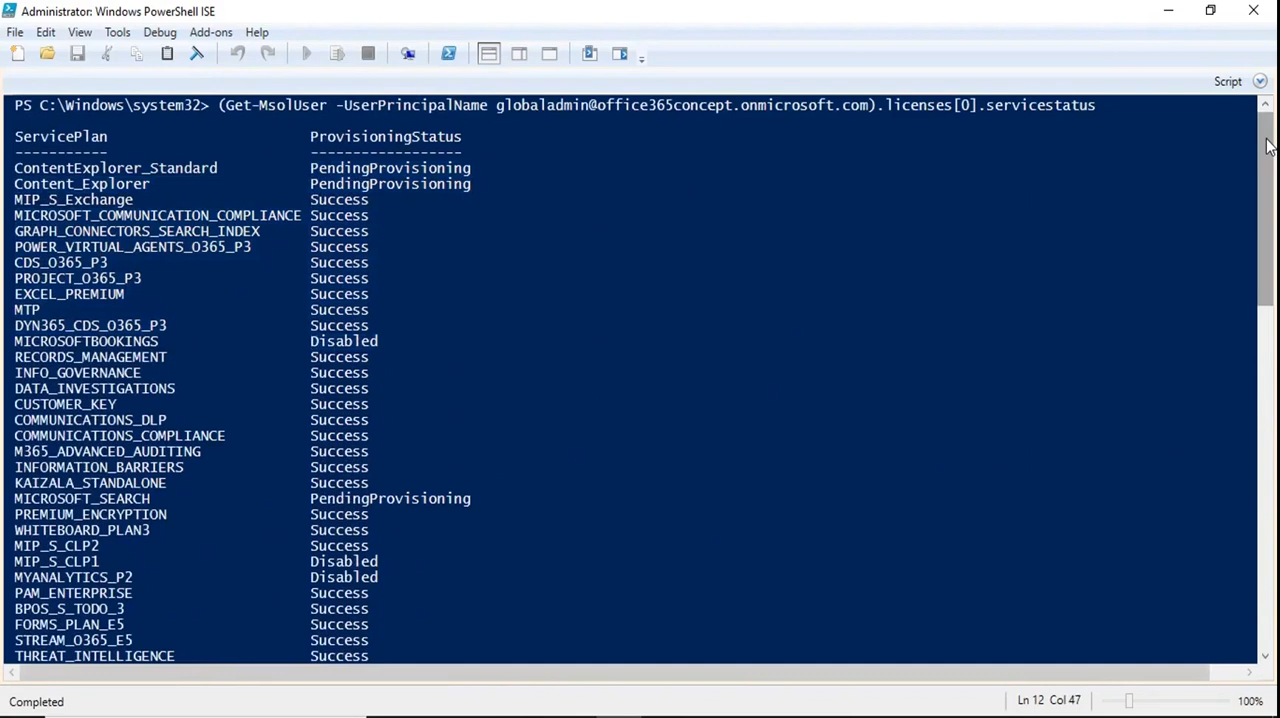 Administrator: Windows PowerShell ISE
File Edit View Tools Debug Add-ons Help
Script
PS C:\Windows\system32> (Get-MsolUser -UserPrincipalName globaladmin@office365concept.onmicrosoft.com).licenses[0].servicestatus
ServicePlan ProvisioningStatus
----------- ------------------
ContentExplorer_Standard PendingProvisioning
Content_Explorer PendingProvisioning
MIP_S_Exchange Success
MICROSOFT_COMMUNICATION_COMPLIANCE Success
GRAPH_CONNECTORS_SEARCH_INDEX Success
POWER_VIRTUAL_AGENTS_O365_P3 Success
CDS_O365_P3 Success
PROJECT_O365_P3 Success
EXCEL_PREMIUM Success
MTP Success
DYN365_CDS_O365_P3 Success
MICROSOFTBOOKINGS Disabled
RECORDS_MANAGEMENT Success
INFO_GOVERNANCE Success
DATA_INVESTIGATIONS Success
CUSTOMER_KEY Success
COMMUNICATIONS_DLP Success
COMMUNICATIONS_COMPLIANCE Success
M365_ADVANCED_AUDITING Success
INFORMATION_BARRIERS Success
KAIZALA_STANDALONE Success
MICROSOFT_SEARCH PendingProvisioning
PREMIUM_ENCRYPTION Success
WHITEBOARD_PLAN3 Success
MIP_S_CLP2 Success
MIP_S_CLP1 Disabled
MYANALYTICS_P2 Disabled
PAM_ENTERPRISE Success
BPOS_S_TODO_3 Success
FORMS_PLAN_E5 Success
STREAM_O365_E5 Success
THREAT_INTELLIGENCE Success
Completed Ln 12 Col 47 100%